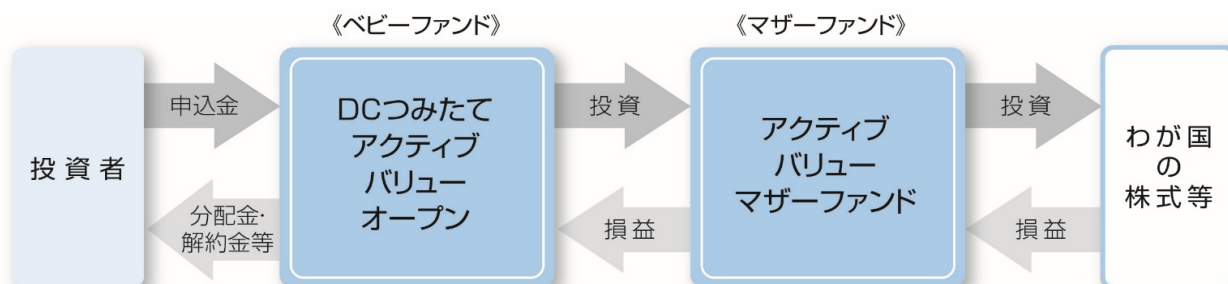 《ベビーファンド》
《マザーファンド》
投資者
申込金
分配金・
解約金等
DCつみたて
アクティブ
バリュー
オープン
投資
損益
アクティブ
バリュー
マザーファンド
投資
損益
わが国
の
株式等